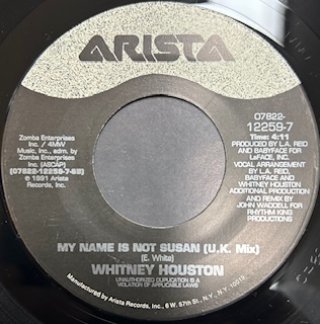 ARISTA
Zomba Enterprises
Inc. / 4MW
Music, Inc., adm. by
Zomba Enterprises
Inc. (ASCAP)
(07822-12259-7-BS)
℗ 1991 Arista
Records, Inc.
07822-
12259-7
Time: 4:11
PRODUCED BY L.A. REID
AND BABYFACE FOR
LaFACE, INC.
VOCAL ARRANGEMENT
BY L.A. REID,
BABYFACE AND
WHITNEY HOUSTON
ADDITIONAL PRODUCTION
AND REMIX BY
JOHN WADDELL FOR
RHYTHM KING
PRODUCTIONS
MY NAME IS NOT SUSAN (U.K. Mix)
(E. White)
WHITNEY HOUSTON
UNAUTHORIZED DUPLICATION IS A
VIOLATION OF APPLICABLE LAWS
Manufactured by Arista Records, Inc., 6 W. 57th St., N.Y., N.Y. 10019